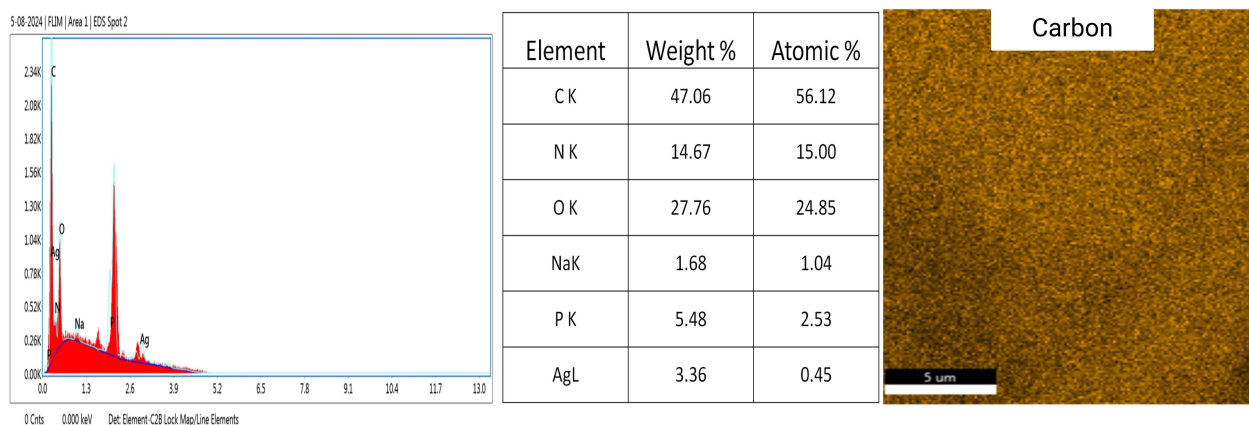 5-08-2024 | FLIM | Area 1 | EDS Spot 2
2.34K
2.08K
1.82K
1.56K
1.30K
1.04K
0.78K
0.52K
0.26K
0.00K
C
O
Ag
N
P
Na
P
Ag
0.0 1.3 2.6 3.9 5.2 6.5 7.8 9.1 10.4 11.7 13.0
0 Cnts 0.000 keV Det: Element-C2B Lock Map/Line Elements
Element Weight % Atomic %
C K 47.06 56.12
N K 14.67 15.00
O K 27.76 24.85
NaK 1.68 1.04
P K 5.48 2.53
AgL 3.36 0.45
Carbon
5 um